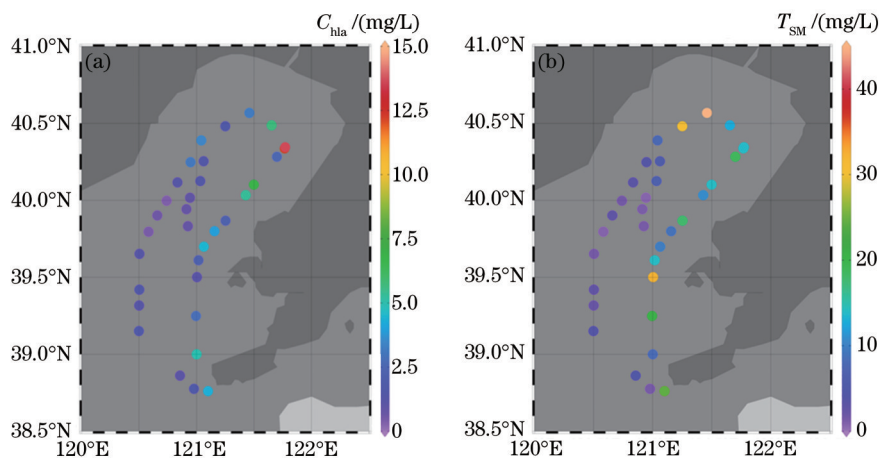 C_hla /(mg/L)
T_SM /(mg/L)
(a)
(b)
41.0°N
40.5°N
40.0°N
39.5°N
39.0°N
38.5°N
120°E
121°E
122°E
15.0
12.5
10.0
7.5
5.0
2.5
0
41.0°N
40.5°N
40.0°N
39.5°N
39.0°N
38.5°N
120°E
121°E
122°E
40
30
20
10
0